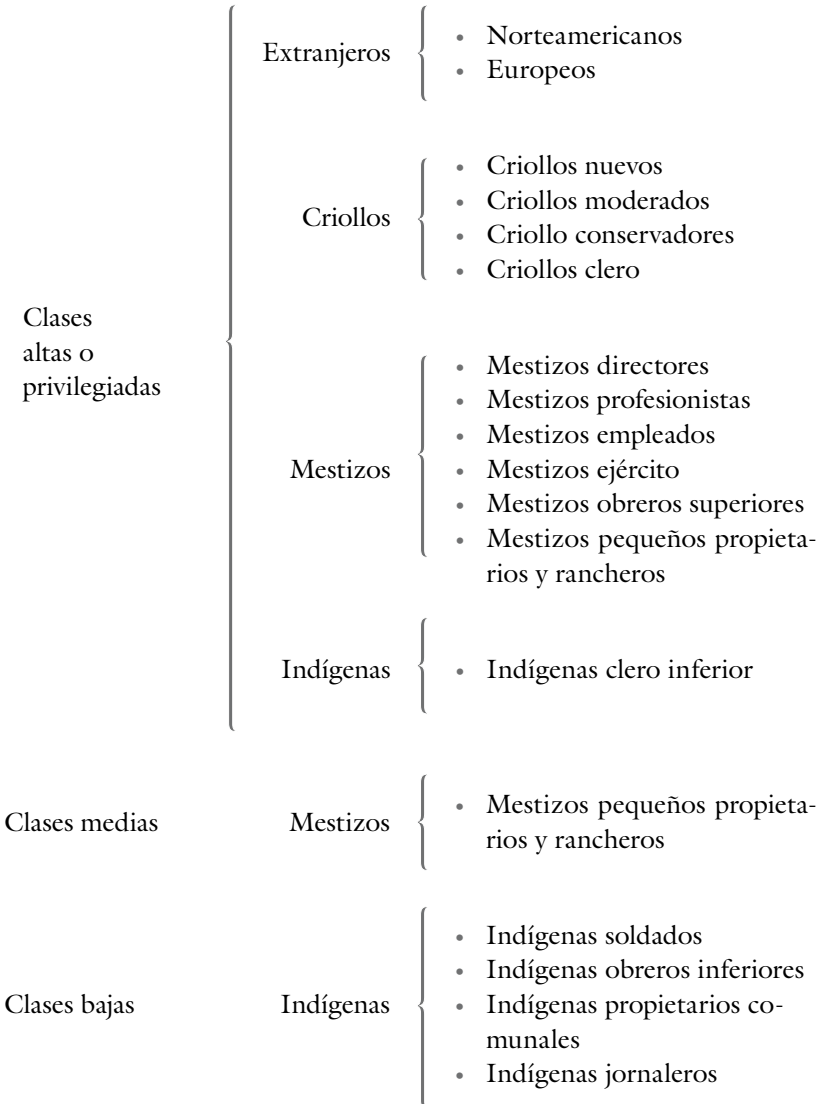 Extranjeros
• Norteamericanos
• Europeos
Criollos
• Criollos nuevos
• Criollos moderados
• Criollo conservadores
• Criollos clero
Clases
altas o
privilegiadas
Mestizos
• Mestizos directores
• Mestizos profesionistas
• Mestizos empleados
• Mestizos ejército
• Mestizos obreros superiores
• Mestizos pequeños propieta-
rios y rancheros
Indígenas
• Indígenas clero inferior
Clases medias
Mestizos
• Mestizos pequeños propieta-
rios y rancheros
Clases bajas
Indígenas
• Indígenas soldados
• Indígenas obreros inferiores
• Indígenas propietarios co-
munales
• Indígenas jornaleros